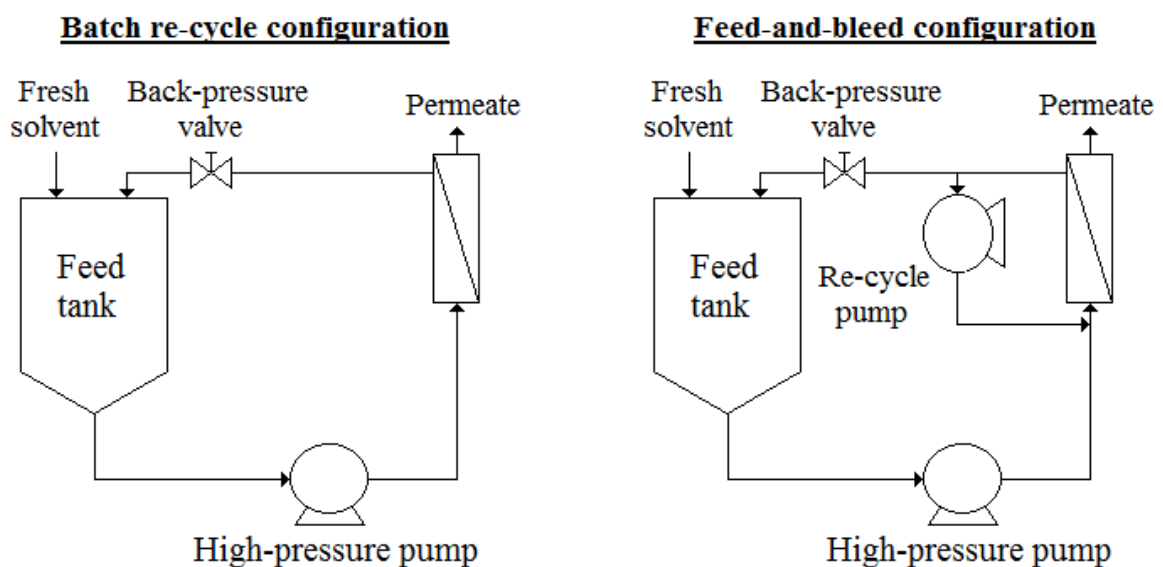 Batch re-cycle configuration
Fresh
solvent
Back-pressure
valve
Permeate
Feed
tank
High-pressure pump
Feed-and-bleed configuration
Fresh
solvent
Back-pressure
valve
Permeate
Feed
tank
Re-cycle
pump
High-pressure pump